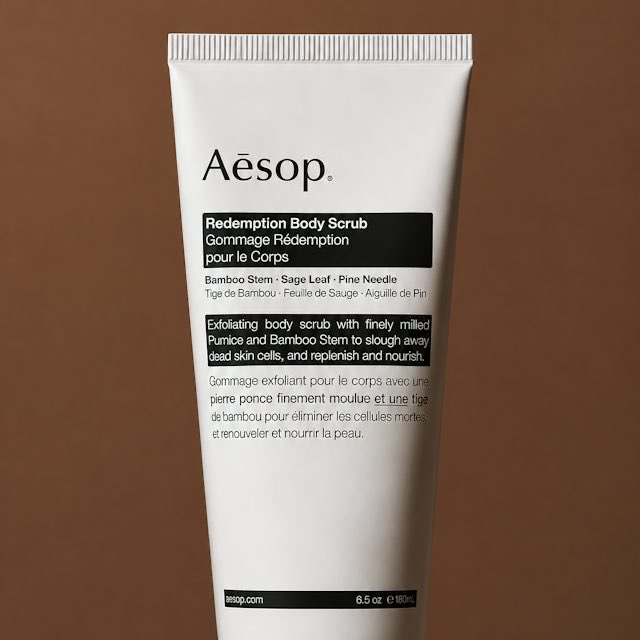 Aēsop®
Redemption Body Scrub
Gommage Rédemption
pour le Corps
Bamboo Stem · Sage Leaf · Pine Needle
Tige de Bambou · Feuille de Sauge · Aiguille de Pin
Exfoliating body scrub with finely milled
Pumice and Bamboo Stem to slough away
dead skin cells, and replenish and nourish.
Gommage exfoliant pour le corps avec une
pierre ponce finement moulue et une tige
de bambou pour éliminer les cellules mortes,
et renouveler et nourrir la peau.
aesop.com 6.5 oz ℮180mL